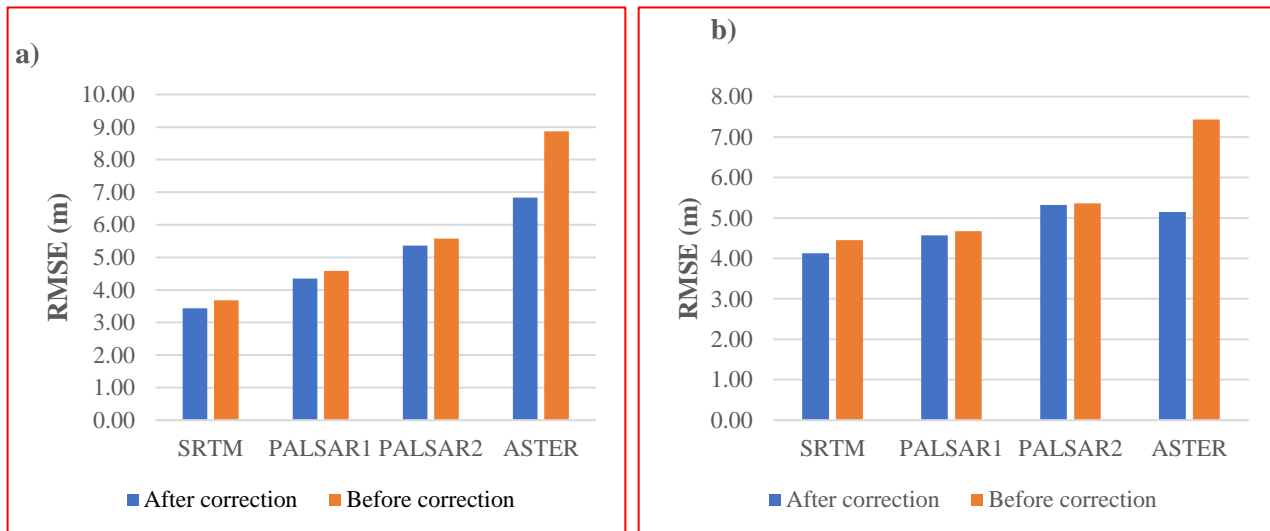 a)
RMSE (m)
10.00
9.00
8.00
7.00
6.00
5.00
4.00
3.00
2.00
1.00
0.00
SRTM PALSAR1 PALSAR2 ASTER
After correction Before correction
b)
RMSE (m)
8.00
7.00
6.00
5.00
4.00
3.00
2.00
1.00
0.00
SRTM PALSAR1 PALSAR2 ASTER
After correction Before correction